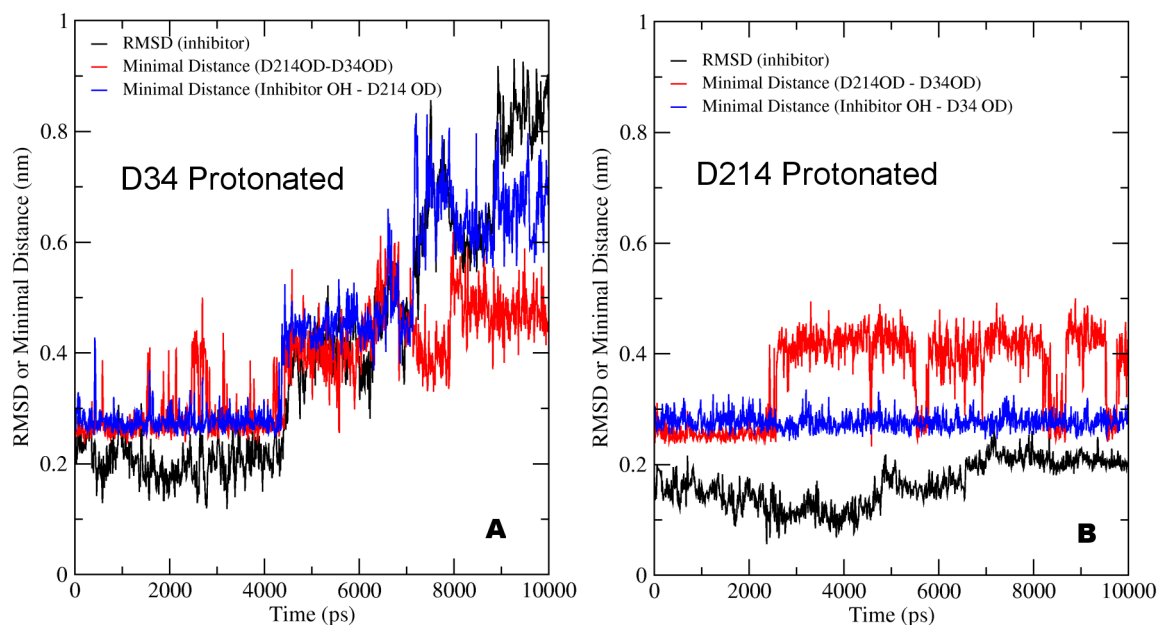 1
0.8
0.6
0.4
0.2
0
RMSD or Minimal Distance (nm)
RMSD (inhibitor)
Minimal Distance (D214OD-D34OD)
Minimal Distance (Inhibitor OH - D214 OD)
D34 Protonated
A
0 2000 4000 6000 8000 10000
Time (ps)
1
0.8
0.6
0.4
0.2
0
RMSD or Minimal Distance (nm)
RMSD (inhibitor)
Minimal Distance (D214OD - D34OD)
Minimal Distance (Inhibitor OH - D34 OD)
D214 Protonated
B
0 2000 4000 6000 8000 10000
Time (ps)